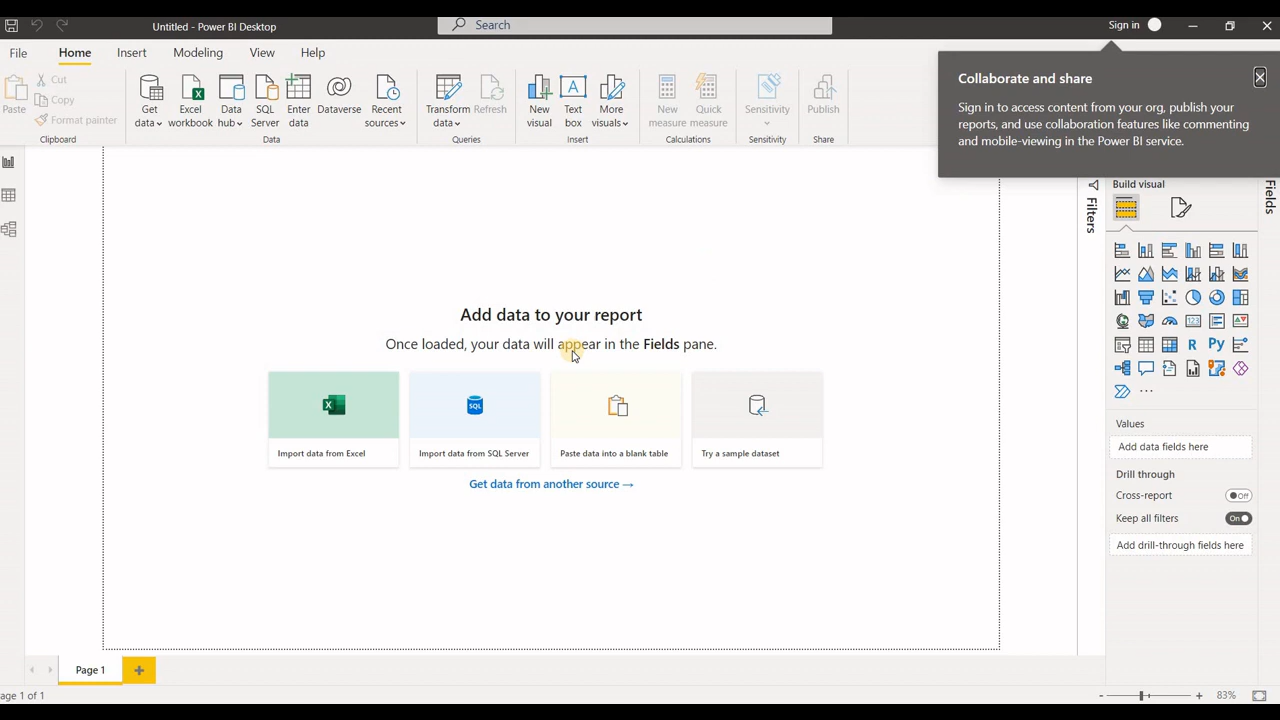 Untitled - Power BI Desktop
Search
Sign in
File
Home
Insert
Modeling
View
Help
Collaborate and share
Sign in to access content from your org, publish your
reports, and use collaboration features like commenting
and mobile-viewing in the Power BI service.
Paste
Cut
Copy
Format painter
Clipboard
Get
data
Excel
workbook
Data
hub
SQL
Server
Enter
data
Dataverse
Recent
sources
Data
Transform
data
Refresh
Queries
New
visual
Text
box
More
visuals
Insert
New
measure
Quick
measure
Calculations
Sensitivity
Sensitivity
Publish
Share
Add data to your report
Once loaded, your data will appear in the Fields pane.
Import data from Excel
SQL
Import data from SQL Server
Paste data into a blank table
Try a sample dataset
Get data from another source →
Filters
Build visual
Fields
123
R
Py
...
Values
Add data fields here
Drill through
Cross-report
Off
Keep all filters
On
Add drill-through fields here
Page 1
age 1 of 1
- + 83%